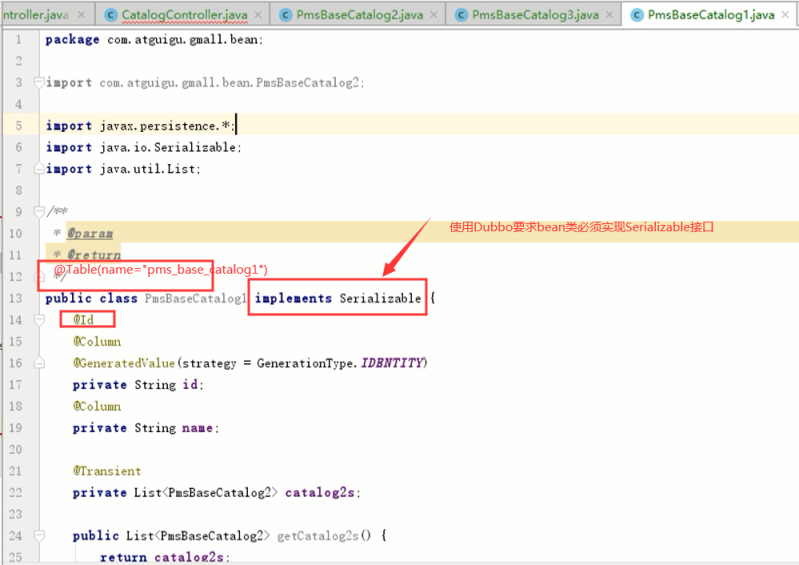 ntroller.java × CatalogController.java × PmsBaseCatalog2.java × PmsBaseCatalog3.java × PmsBaseCatalog1.java ×
1 package com.atguigu.gmall.bean;
2
3 import com.atguigu.gmall.bean.PmsBaseCatalog2;
4
5 import javax.persistence.*;
6 import java.io.Serializable;
7 import java.util.List;
8
9 /**
使用Dubbo要求bean类必须实现Serializable接口
10 * @param
11 * @return
@Table(name="pms_base_catalog1")
12 */
13 public class PmsBaseCatalog1 implements Serializable {
14 @Id
15 @Column
16 @GeneratedValue(strategy = GenerationType.IDENTITY)
17 private String id;
18 @Column
19 private String name;
20
21 @Transient
22 private List<PmsBaseCatalog2> catalog2s;
23
24 public List<PmsBaseCatalog2> getCatalog2s() {
25 return catalog2s;